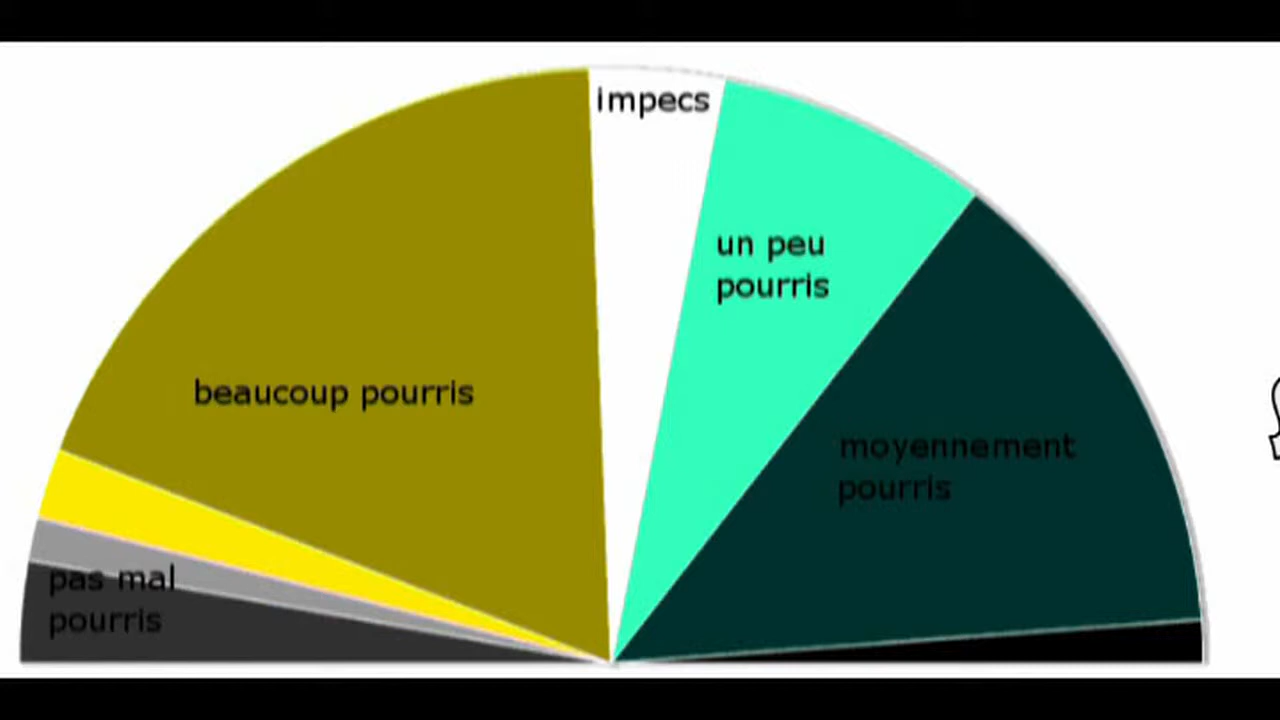 impecs
un peu
pourris
beaucoup pourris
moyennement
pourris
pas mal
pourris